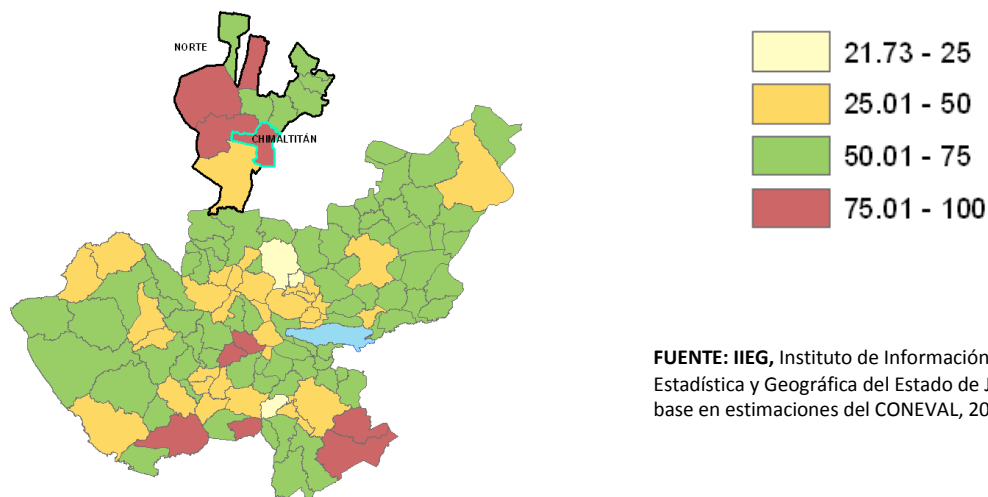 NORTE
CHIMALTITÁN
21.73 - 25
25.01 - 50
50.01 - 75
75.01 - 100
FUENTE: IIEG, Instituto de Información
Estadística y Geográfica del Estado de J
base en estimaciones del CONEVAL, 20